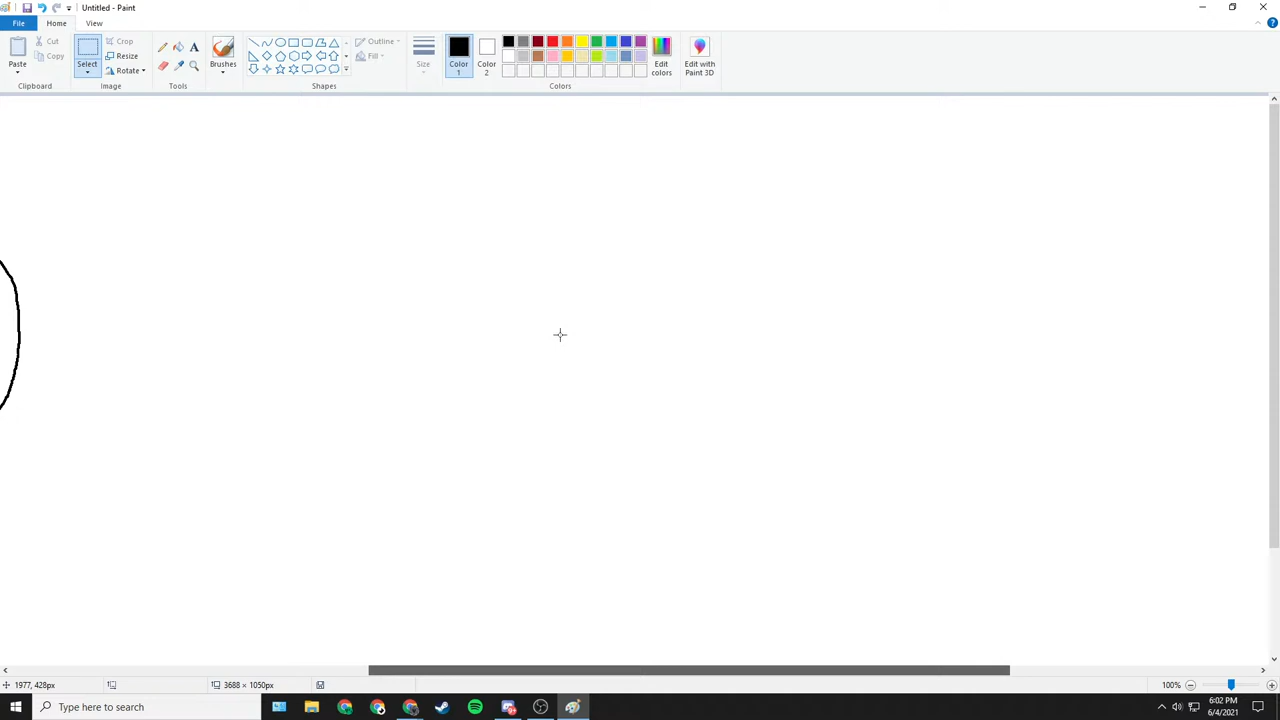 Untitled - Paint
File Home View
Paste
Cut
Copy
Clipboard
Select
Crop
Resize
Rotate
Image
Tools
Brushes
Shapes
Outline
Fill
Size
Color 1
Color 2
Colors
Edit colors
Edit with Paint 3D
1977, 428px
3688 × 1050px
100%
Type here to search
6:02 PM
6/4/2021